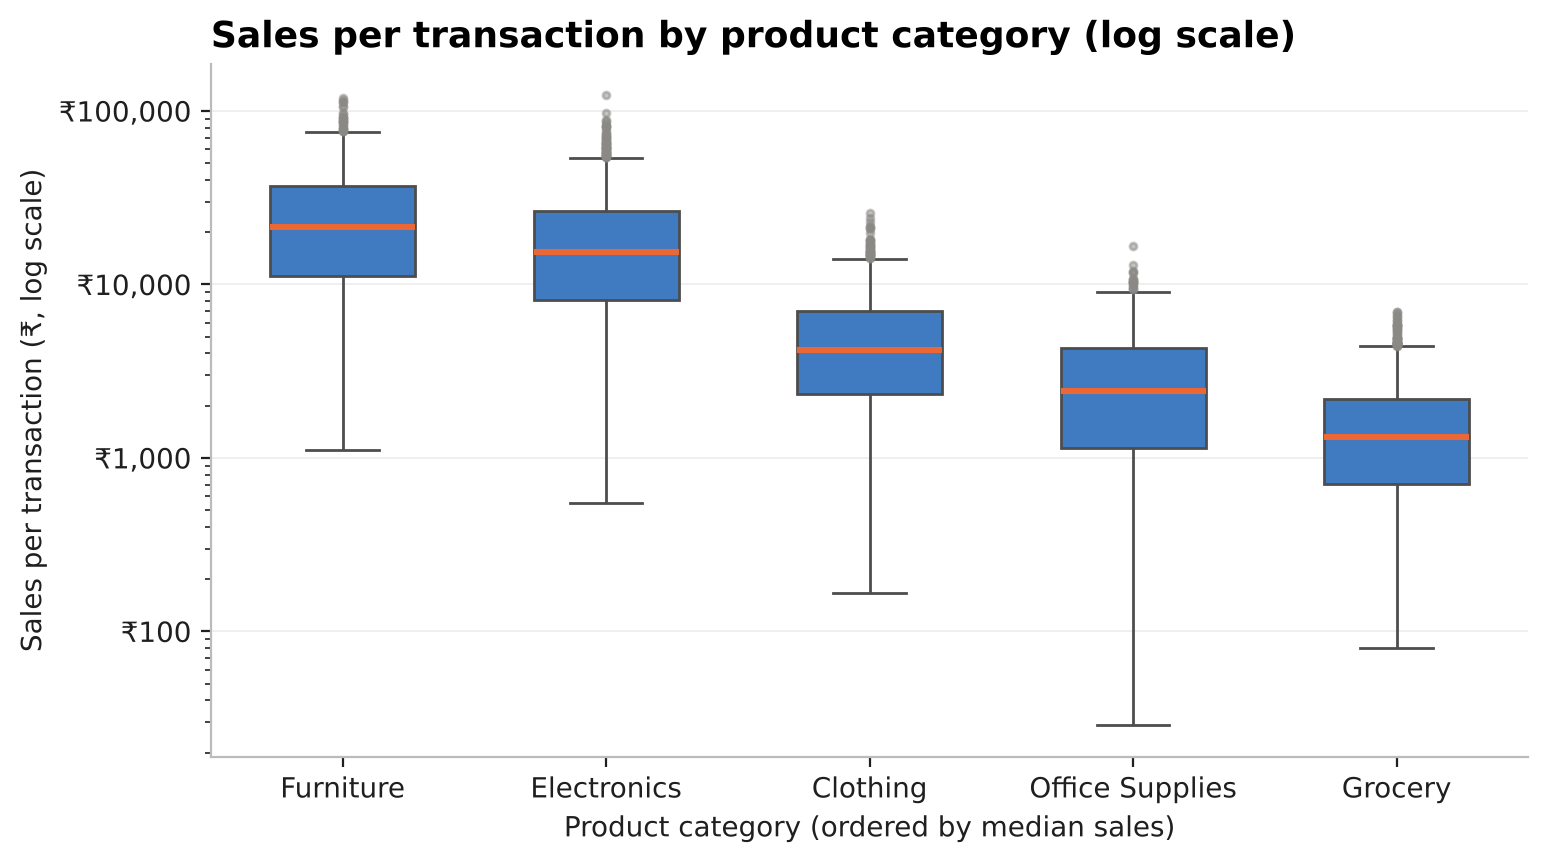 Sales per transaction by product category (log scale)
Sales per transaction (₹, log scale)
₹100,000
₹10,000
₹1,000
₹100
Furniture
Electronics
Clothing
Office Supplies
Grocery
Product category (ordered by median sales)